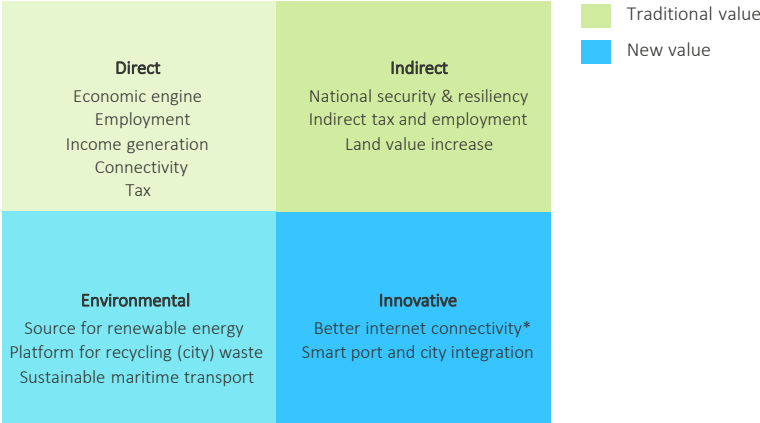 Traditional value
New value
Direct
Economic engine
Employment
Income generation
Connectivity
Tax
Indirect
National security & resiliency
Indirect tax and employment
Land value increase
Environmental
Source for renewable energy
Platform for recycling (city) waste
Sustainable maritime transport
Innovative
Better internet connectivity*
Smart port and city integration